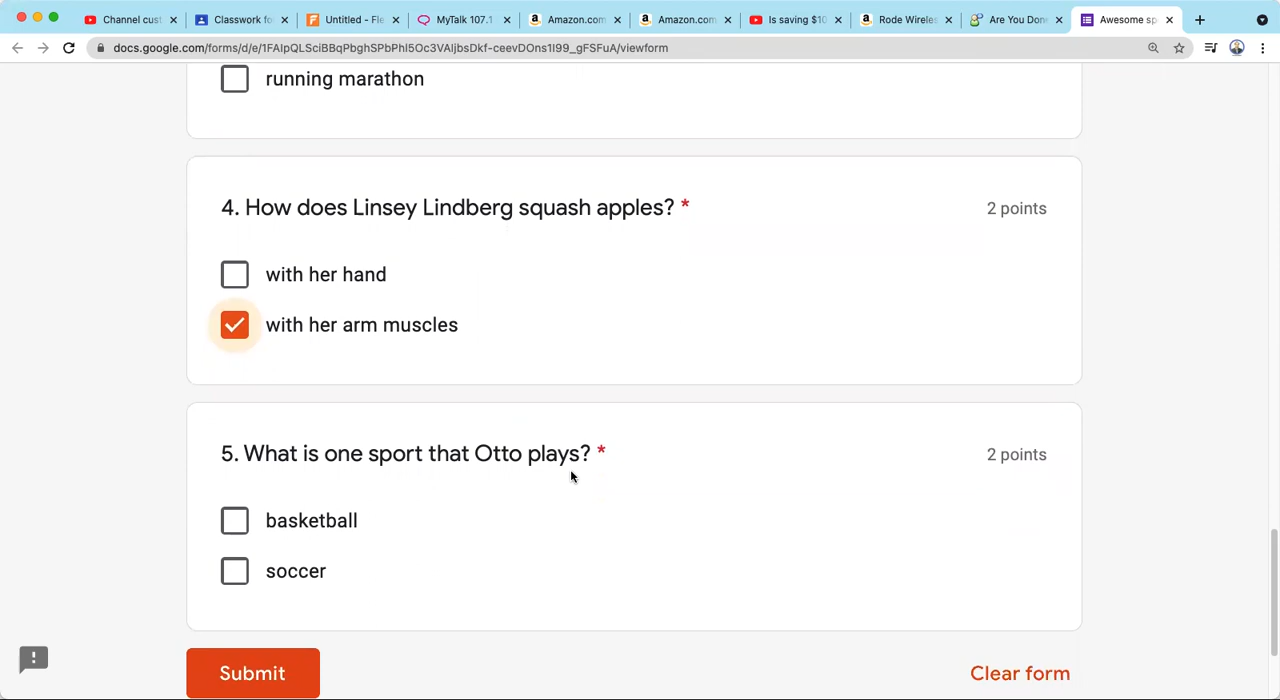 Channel cust
Classwork fo
Untitled - Fle
MyTalk 107.1
Amazon.com
Amazon.com
Is saving $10
Rode Wireles
Are You Don
Awesome sp
docs.google.com/forms/d/e/1FAIpQLSciBBqPbghSPbPhI5Oc3VAIjbsDkf-ceevDOns1I99_gFSFuA/viewform
running marathon
4. How does Linsey Lindberg squash apples? *
2 points
with her hand
with her arm muscles
5. What is one sport that Otto plays? *
2 points
basketball
soccer
Submit
Clear form